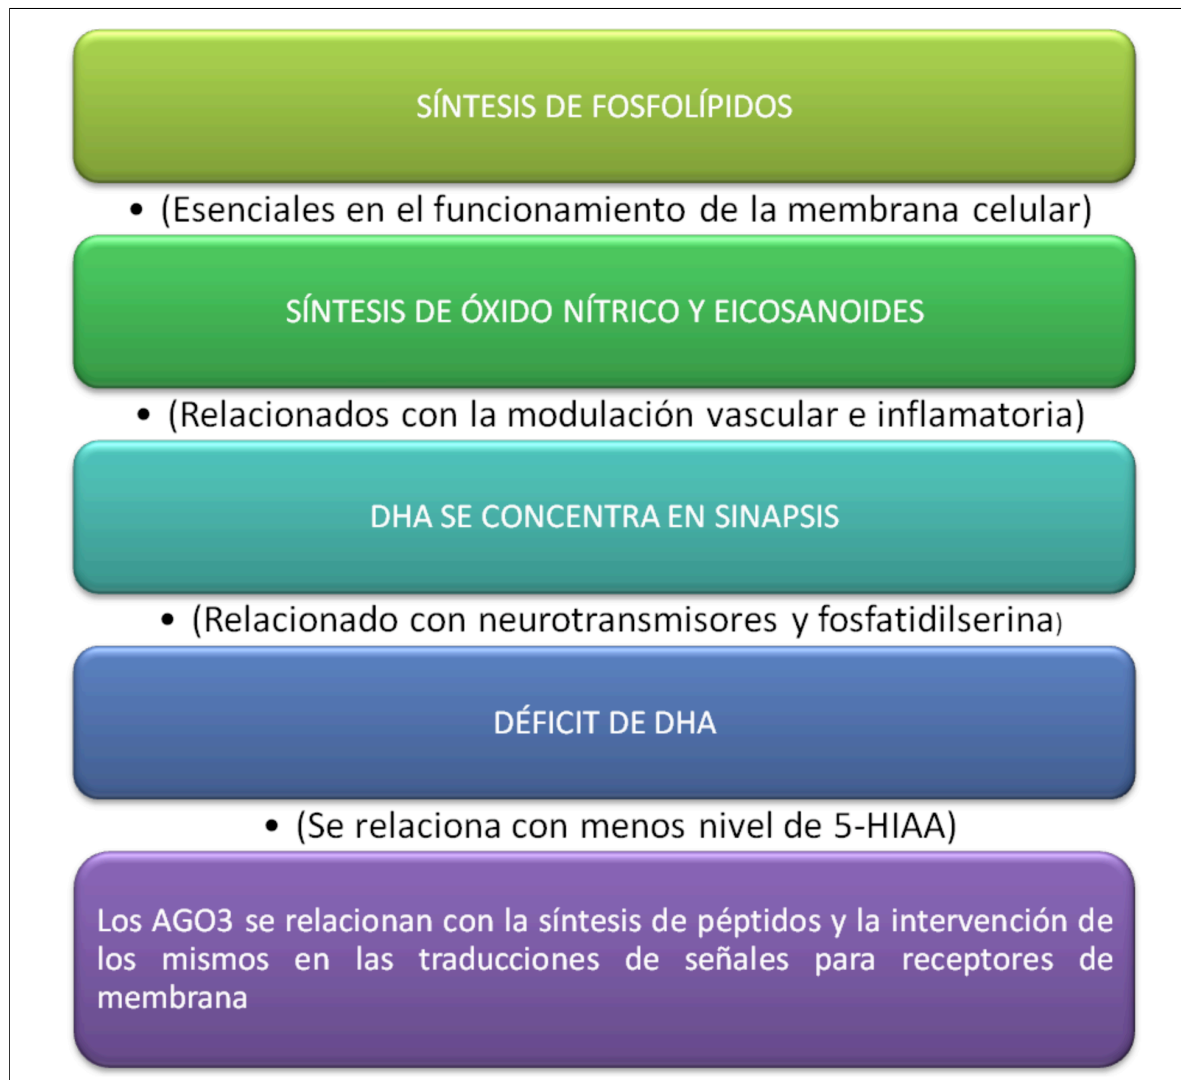 SÍNTESIS DE FOSFOLÍPIDOS
• (Esenciales en el funcionamiento de la membrana celular)
SÍNTESIS DE ÓXIDO NÍTRICO Y EICOSANOIDES
• (Relacionados con la modulación vascular e inflamatoria)
DHA SE CONCENTRA EN SINAPSIS
• (Relacionado con neurotransmisores y fosfatidilserina)
DÉFICIT DE DHA
• (Se relaciona con menos nivel de 5-HIAA)
Los AGO3 se relacionan con la síntesis de péptidos y la intervención de
los mismos en las traducciones de señales para receptores de
membrana